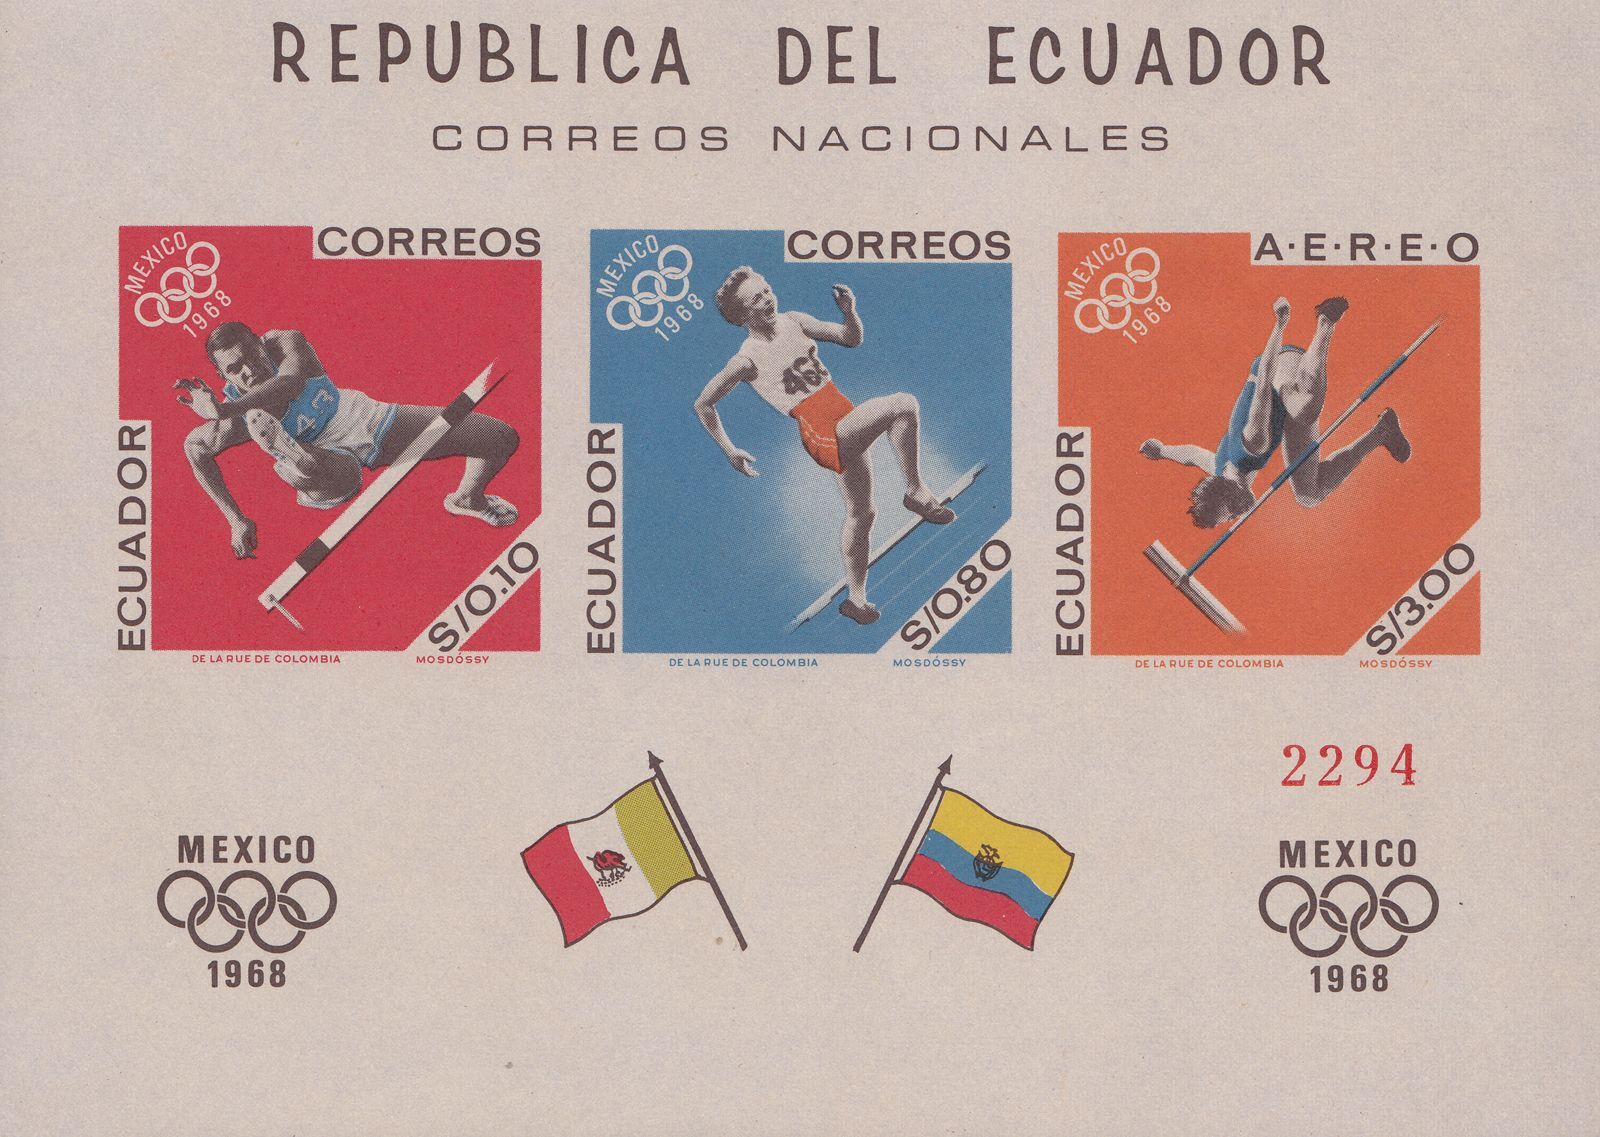 REPUBLICA DEL ECUADOR
CORREOS NACIONALES
CORREOS
MEXICO
1968
43
ECUADOR
S/0.10
DE LA RUE DE COLOMBIA MOSDÓSSY
CORREOS
MEXICO
1968
ECUADOR
S/0.80
DE LA RUE DE COLOMBIA MOSDÓSSY
A·E·R·E·O
MEXICO
1968
ECUADOR
S/3.00
DE LA RUE DE COLOMBIA MOSDÓSSY
2294
MEXICO
1968
MEXICO
1968